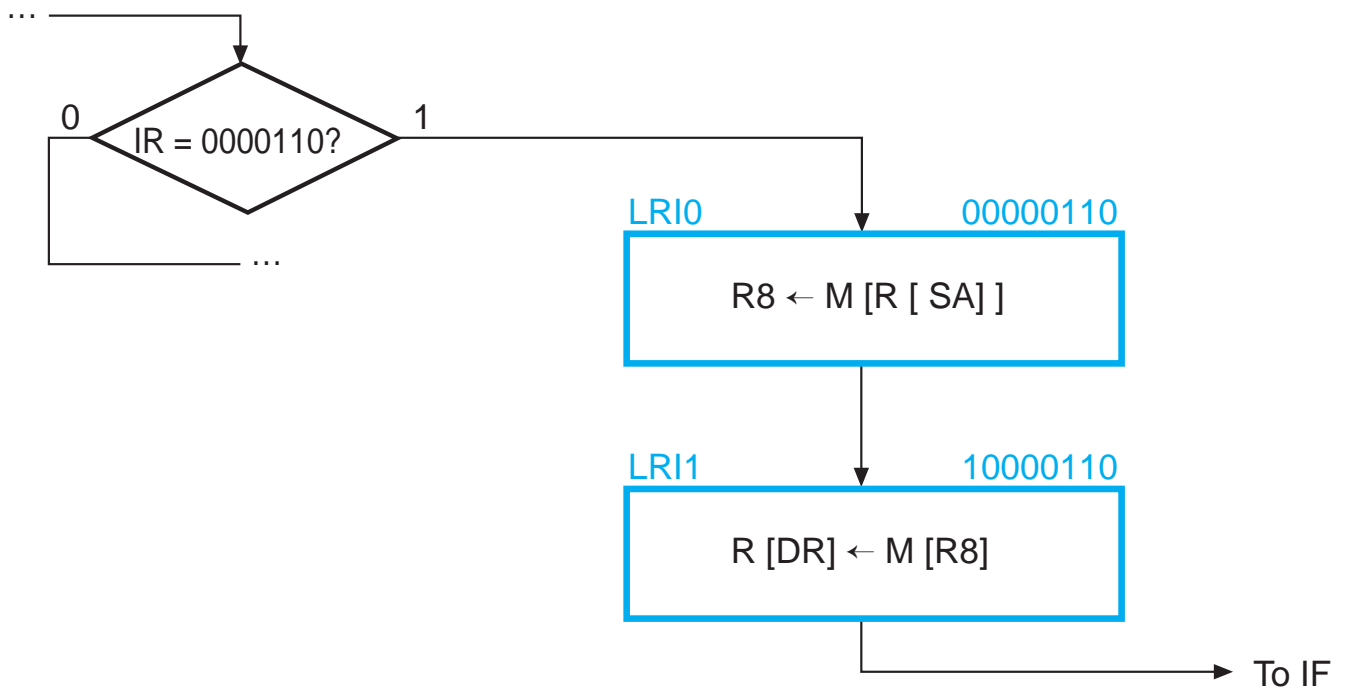 ...
0
1
IR = 0000110?
...
LRI0 00000110
R8 ← M [R [ SA] ]
LRI1 10000110
R [DR] ← M [R8]
To IF